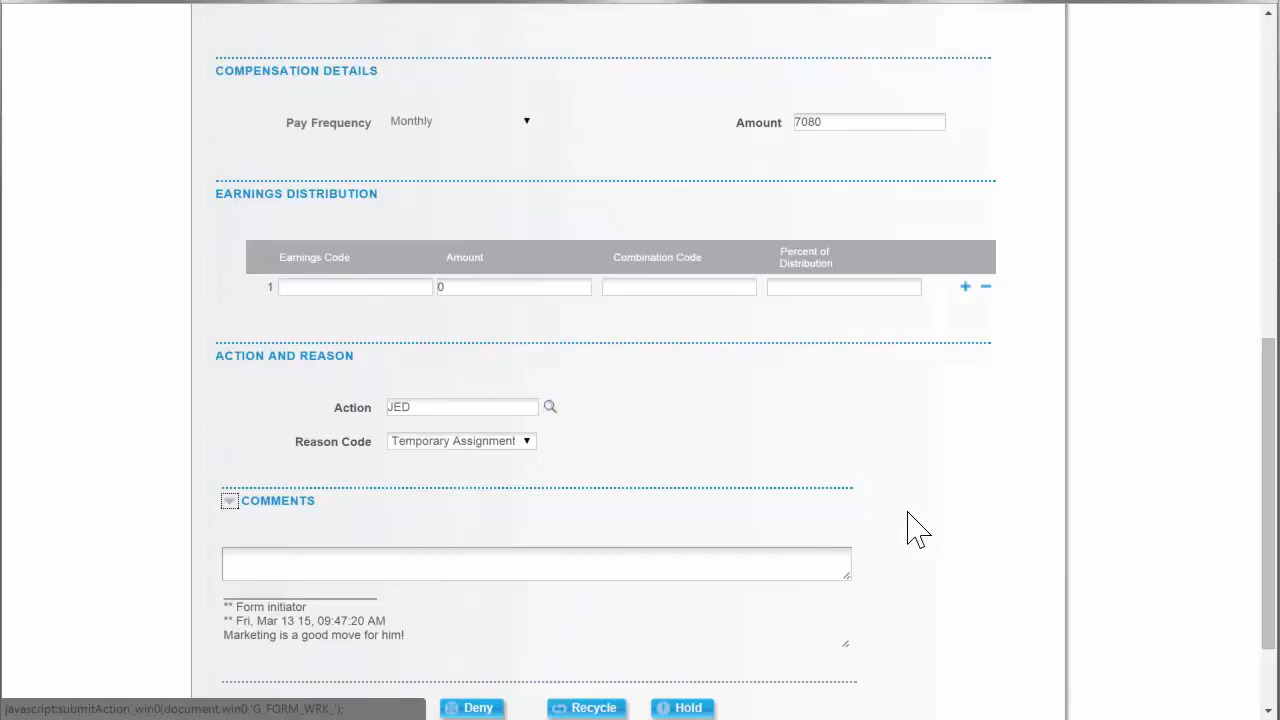 COMPENSATION DETAILS
Pay Frequency Monthly Amount 7080
EARNINGS DISTRIBUTION
Earnings Code Amount Combination Code Percent of Distribution
1 0
ACTION AND REASON
Action JED
Reason Code Temporary Assignment
COMMENTS
** Form initiator
** Fri, Mar 13 15, 09:47:20 AM
Marketing is a good move for him!
Deny Recycle Hold
javascript:submitAction_win0(document.win0,'G_FORM_WRK_');